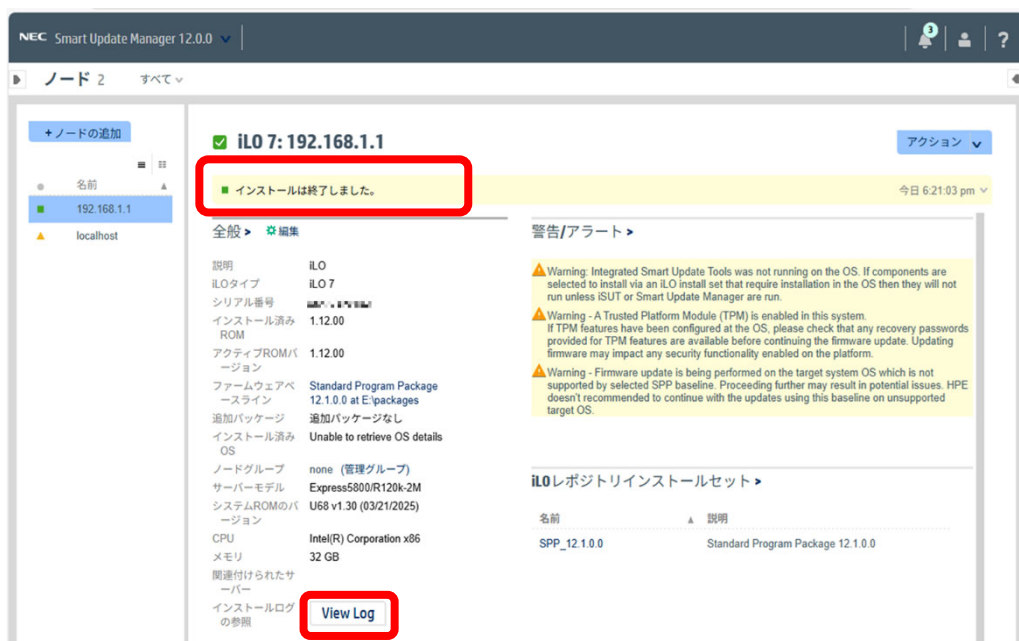 NEC Smart Update Manager 12.0.0
3
?
ノード 2 すべて
+ノードの追加
名前
192.168.1.1
localhost
iLO 7: 192.168.1.1
アクション
インストールは終了しました。
今日 6:21:03 pm
全般 > 編集
説明 iLO
iLOタイプ iLO 7
シリアル番号
インストール済み 1.12.00
ROM
アクティブROMバ 1.12.00
ージョン
ファームウェアベ Standard Program Package
ースライン 12.1.0.0 at E:\packages
追加パッケージ 追加パッケージなし
インストール済み Unable to retrieve OS details
OS
ノードグループ none (管理グループ)
サーバーモデル Express5800/R120k-2M
システムROMのバ U68 v1.30 (03/21/2025)
ージョン
CPU Intel(R) Corporation x86
メモリ 32 GB
関連付けられたサ
ーバー
インストールログ View Log
の参照
警告/アラート >
Warning: Integrated Smart Update Tools was not running on the OS. If components are
selected to install via an iLO install set that require installation in the OS then they will not
run unless iSUT or Smart Update Manager are run.
Warning - A Trusted Platform Module (TPM) is enabled in this system.
If TPM features have been configured at the OS, please check that any recovery passwords
provided for TPM features are available before continuing the firmware update. Updating
firmware may impact any security functionality enabled on the platform.
Warning - Firmware update is being performed on the target system OS which is not
supported by selected SPP baseline. Proceeding further may result in potential issues. HPE
doesn't recommended to continue with the updates using this baseline on unsupported
target OS.
iLOレポジトリインストールセット >
名前 説明
SPP_12.1.0.0 Standard Program Package 12.1.0.0